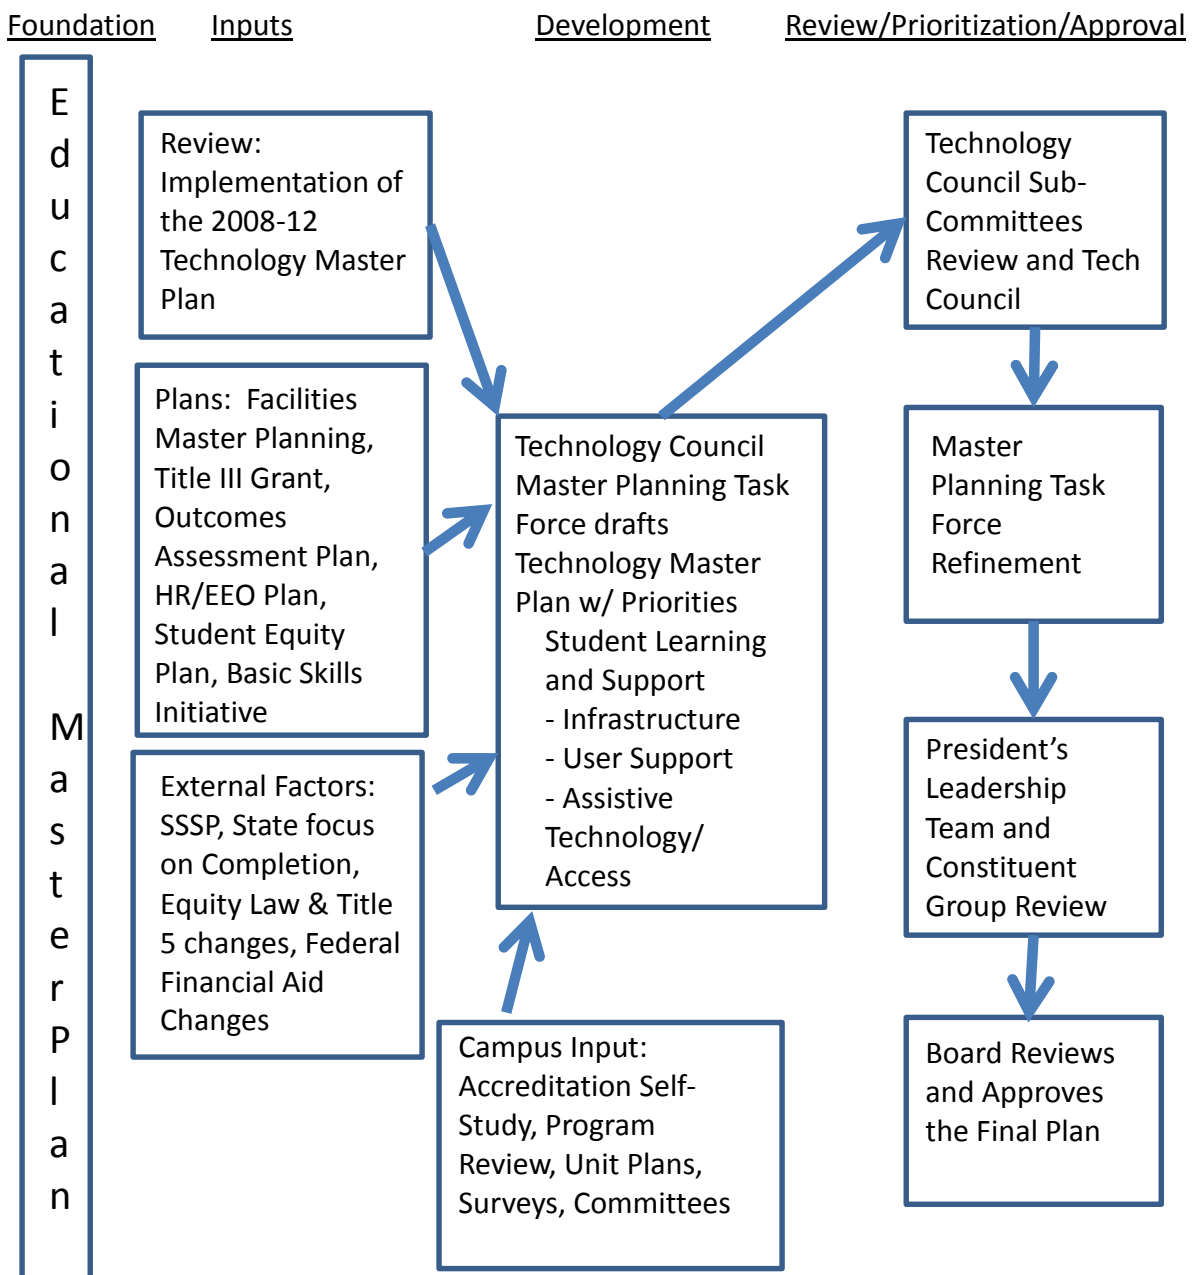 Foundation Inputs Development Review/Prioritization/Approval
Educational MasterPlan
Review:
Implementation of
the 2008-12
Technology Master
Plan
Plans:  Facilities
Master Planning,
Title III Grant,
Outcomes
Assessment Plan,
HR/EEO Plan,
Student Equity
Plan, Basic Skills
Initiative
External Factors:
SSSP, State focus
on Completion,
Equity Law & Title
5 changes, Federal
Financial Aid
Changes
Technology Council
Master Planning Task
Force drafts
Technology Master
Plan w/ Priorities
Student Learning
and Support
- Infrastructure
- User Support
- Assistive
Technology/
Access
Campus Input:
Accreditation Self-
Study, Program
Review, Unit Plans,
Surveys, Committees
Technology
Council Sub-
Committees
Review and Tech
Council
Master
Planning Task
Force
Refinement
President’s
Leadership
Team and
Constituent
Group Review
Board Reviews
and Approves
the Final Plan